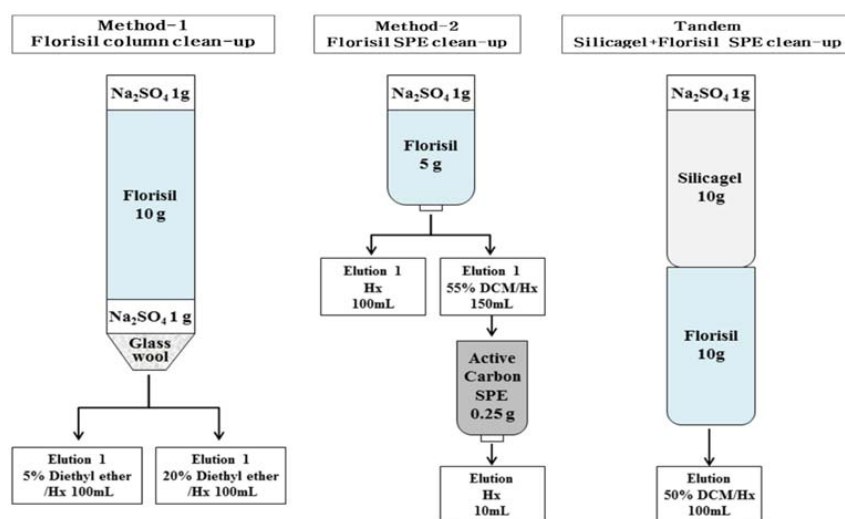 Method-1
Florisil column clean-up
Na₂SO₄ 1g
Florisil
10 g
Na₂SO₄ 1 g
Glass
wool
Elution 1
5% Diethyl ether
/Hx 100mL
Elution 1
20% Diethyl ether
/Hx 100mL
Method-2
Florisil SPE clean-up
Na₂SO₄ 1g
Florisil
5 g
Elution 1
Hx
100mL
Elution 1
55% DCM/Hx
150mL
Active
Carbon
SPE
0.25 g
Elution
Hx
10mL
Tandem
Silicagel+Florisil SPE clean-up
Na₂SO₄ 1g
Silicagel
10g
Florisil
10g
Elution
50% DCM/Hx
100mL